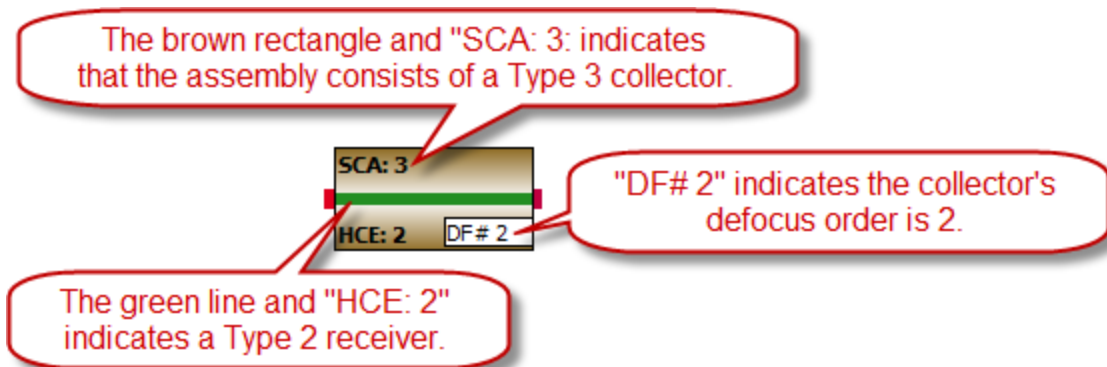 The brown rectangle and "SCA: 3: indicates
that the assembly consists of a Type 3 collector.
SCA: 3
HCE: 2
DF# 2
"DF# 2" indicates the collector's
defocus order is 2.
The green line and "HCE: 2"
indicates a Type 2 receiver.